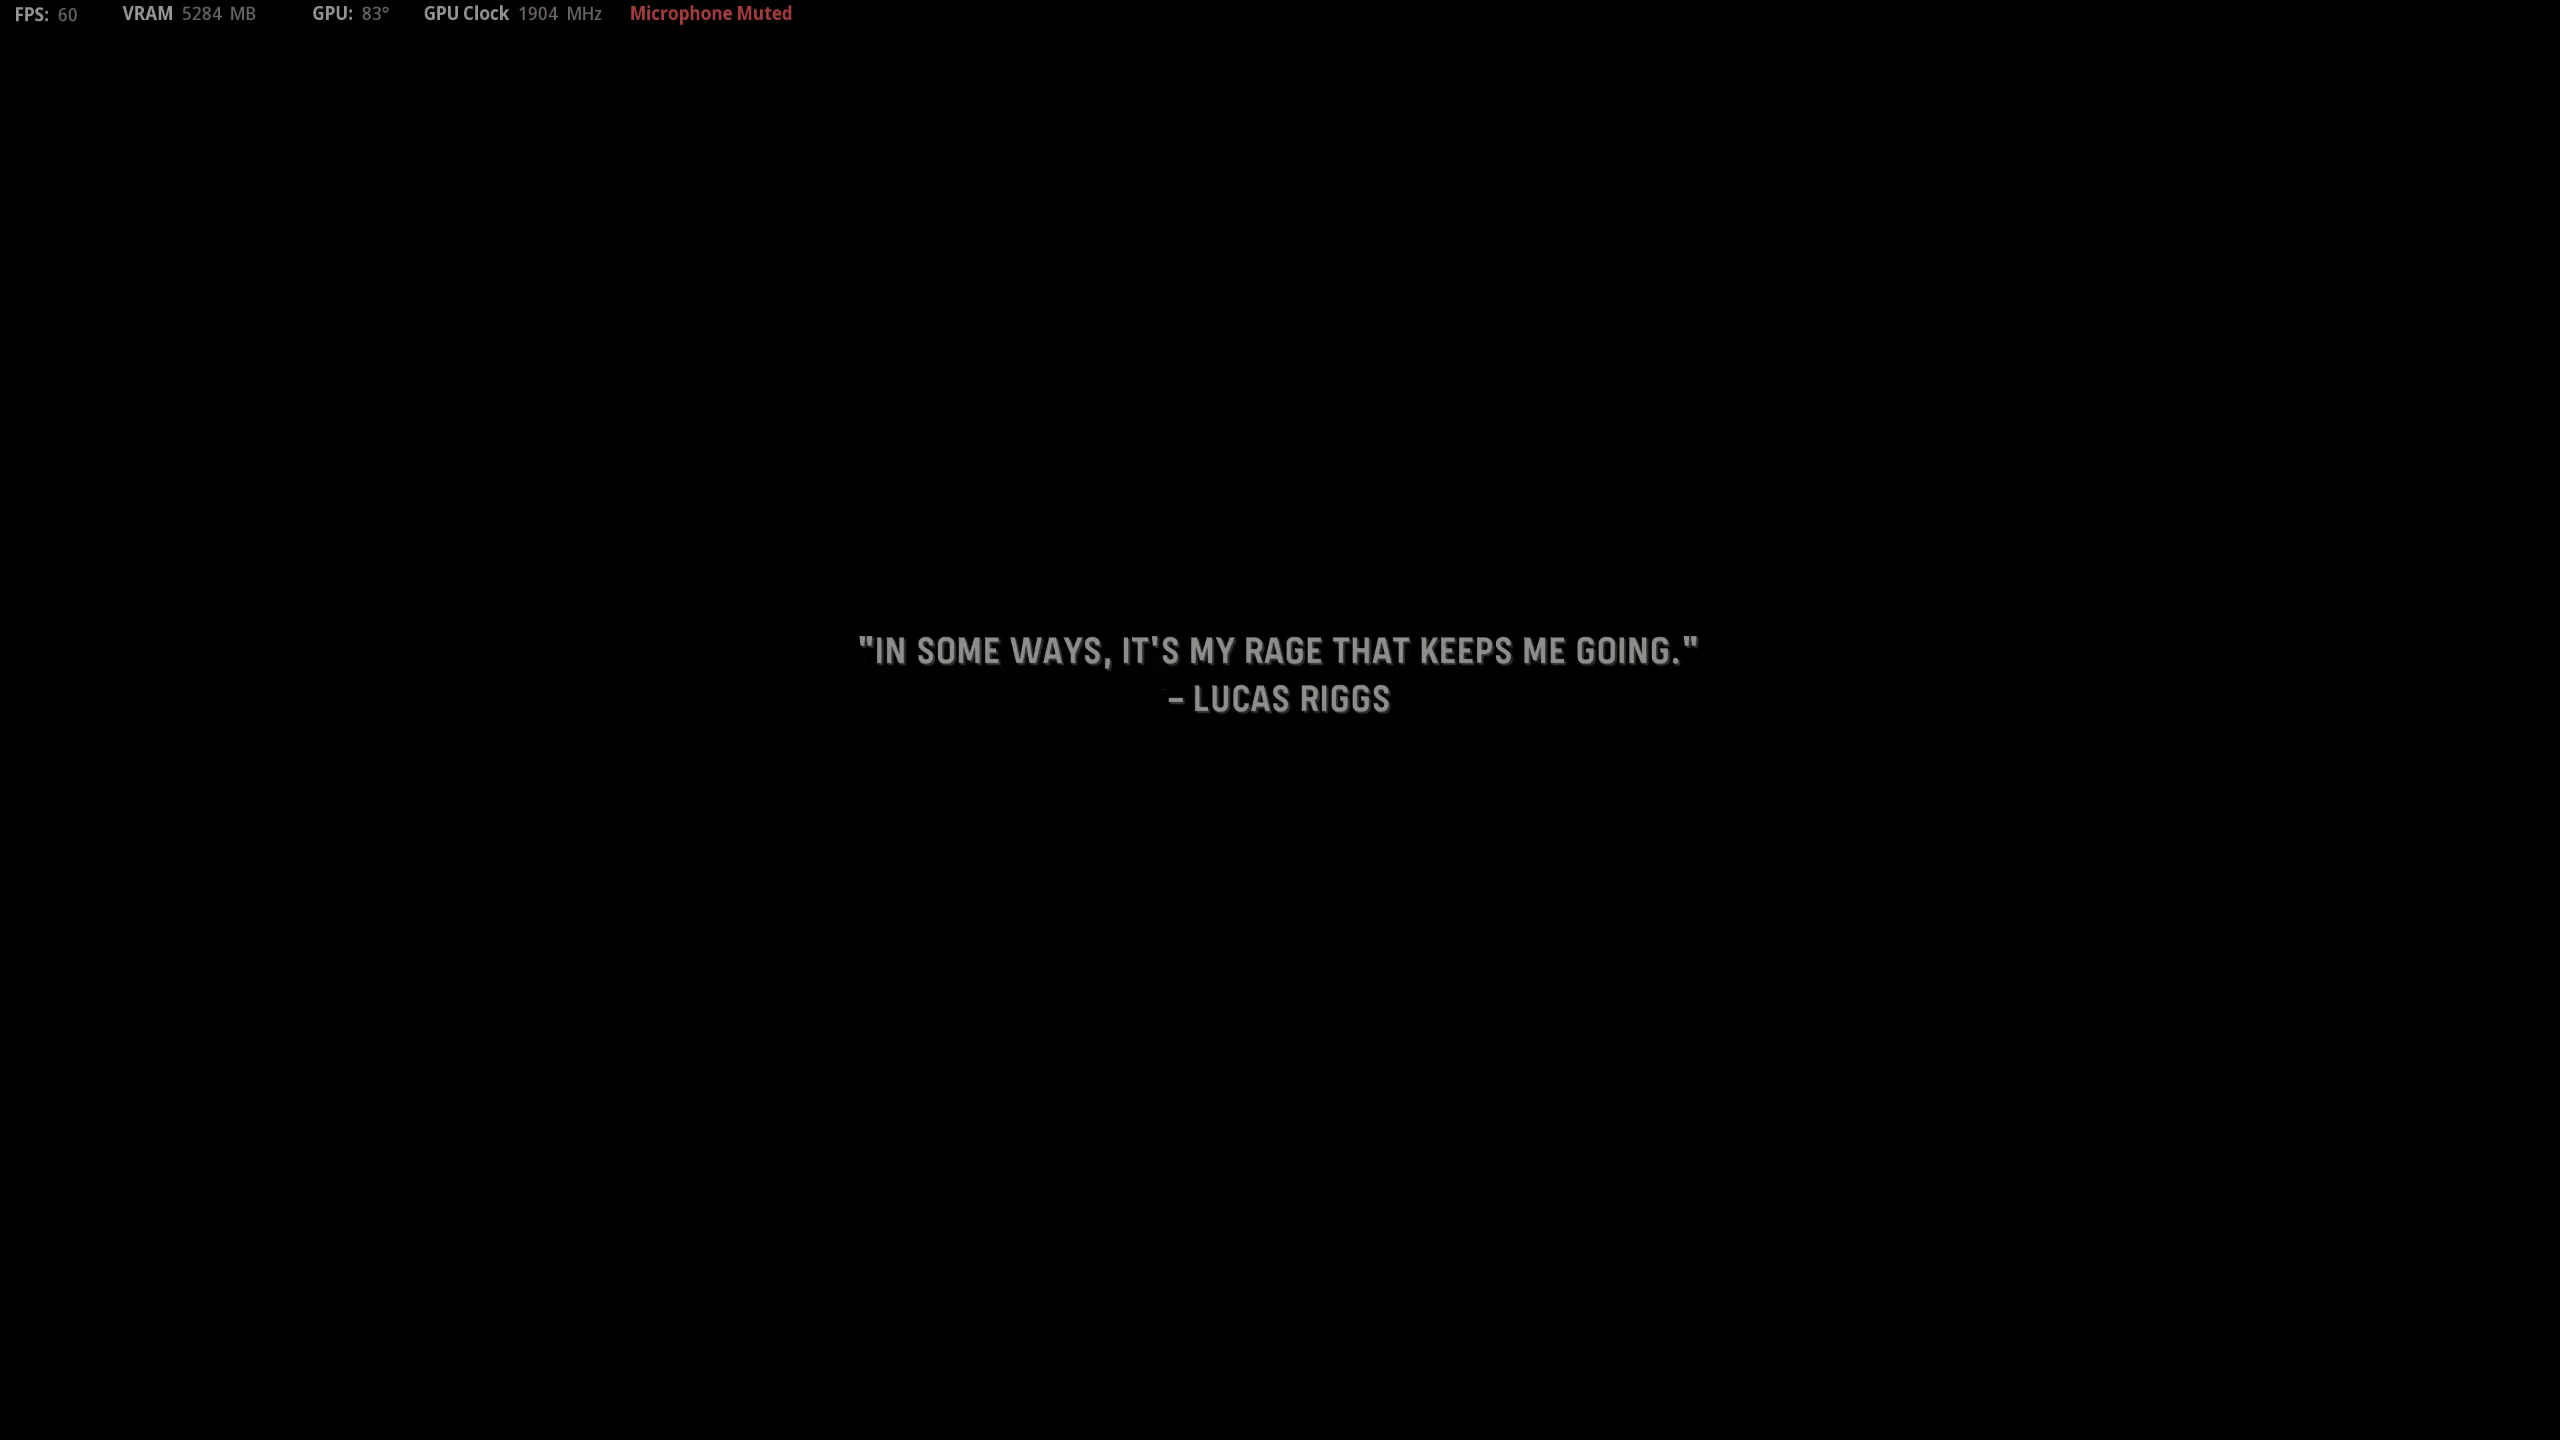 FPS: 60 VRAM 5284 MB GPU: 83° GPU Clock 1904 MHz Microphone Muted
"IN SOME WAYS, IT'S MY RAGE THAT KEEPS ME GOING."
– LUCAS RIGGS